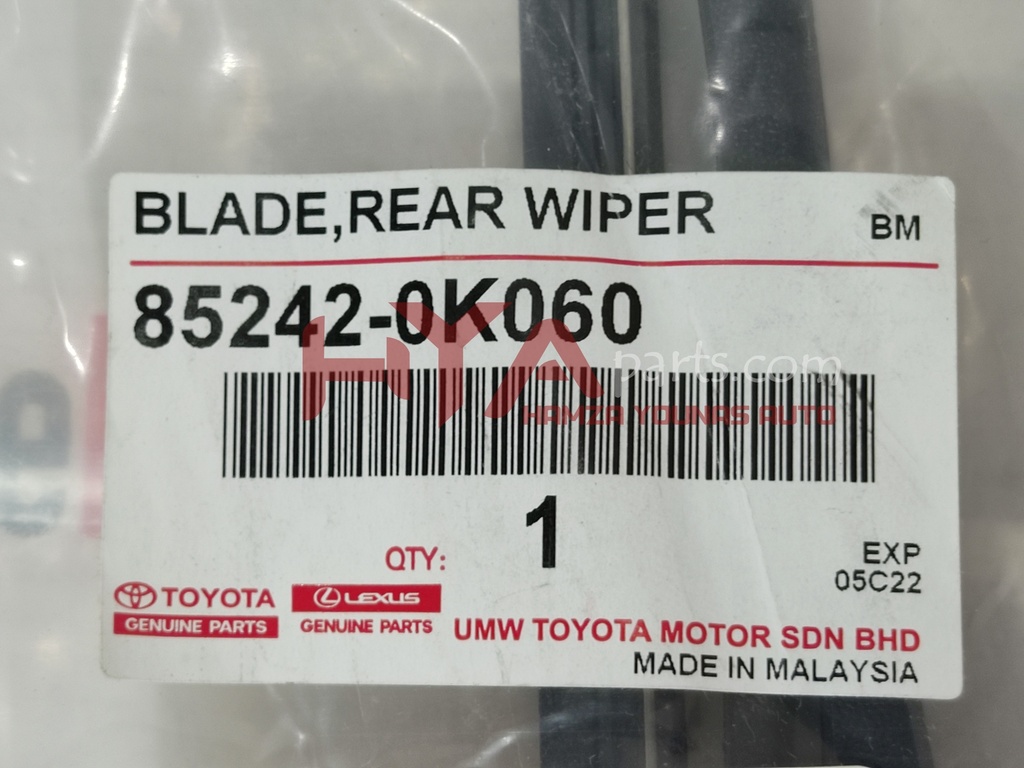 BLADE,REAR WIPER BM
85242-0K060
HYA parts.com
HAMZA YOUNAS AUTO
QTY: 1
EXP
05C22
TOYOTA LEXUS
GENUINE PARTS GENUINE PARTS
UMW TOYOTA MOTOR SDN BHD
MADE IN MALAYSIA